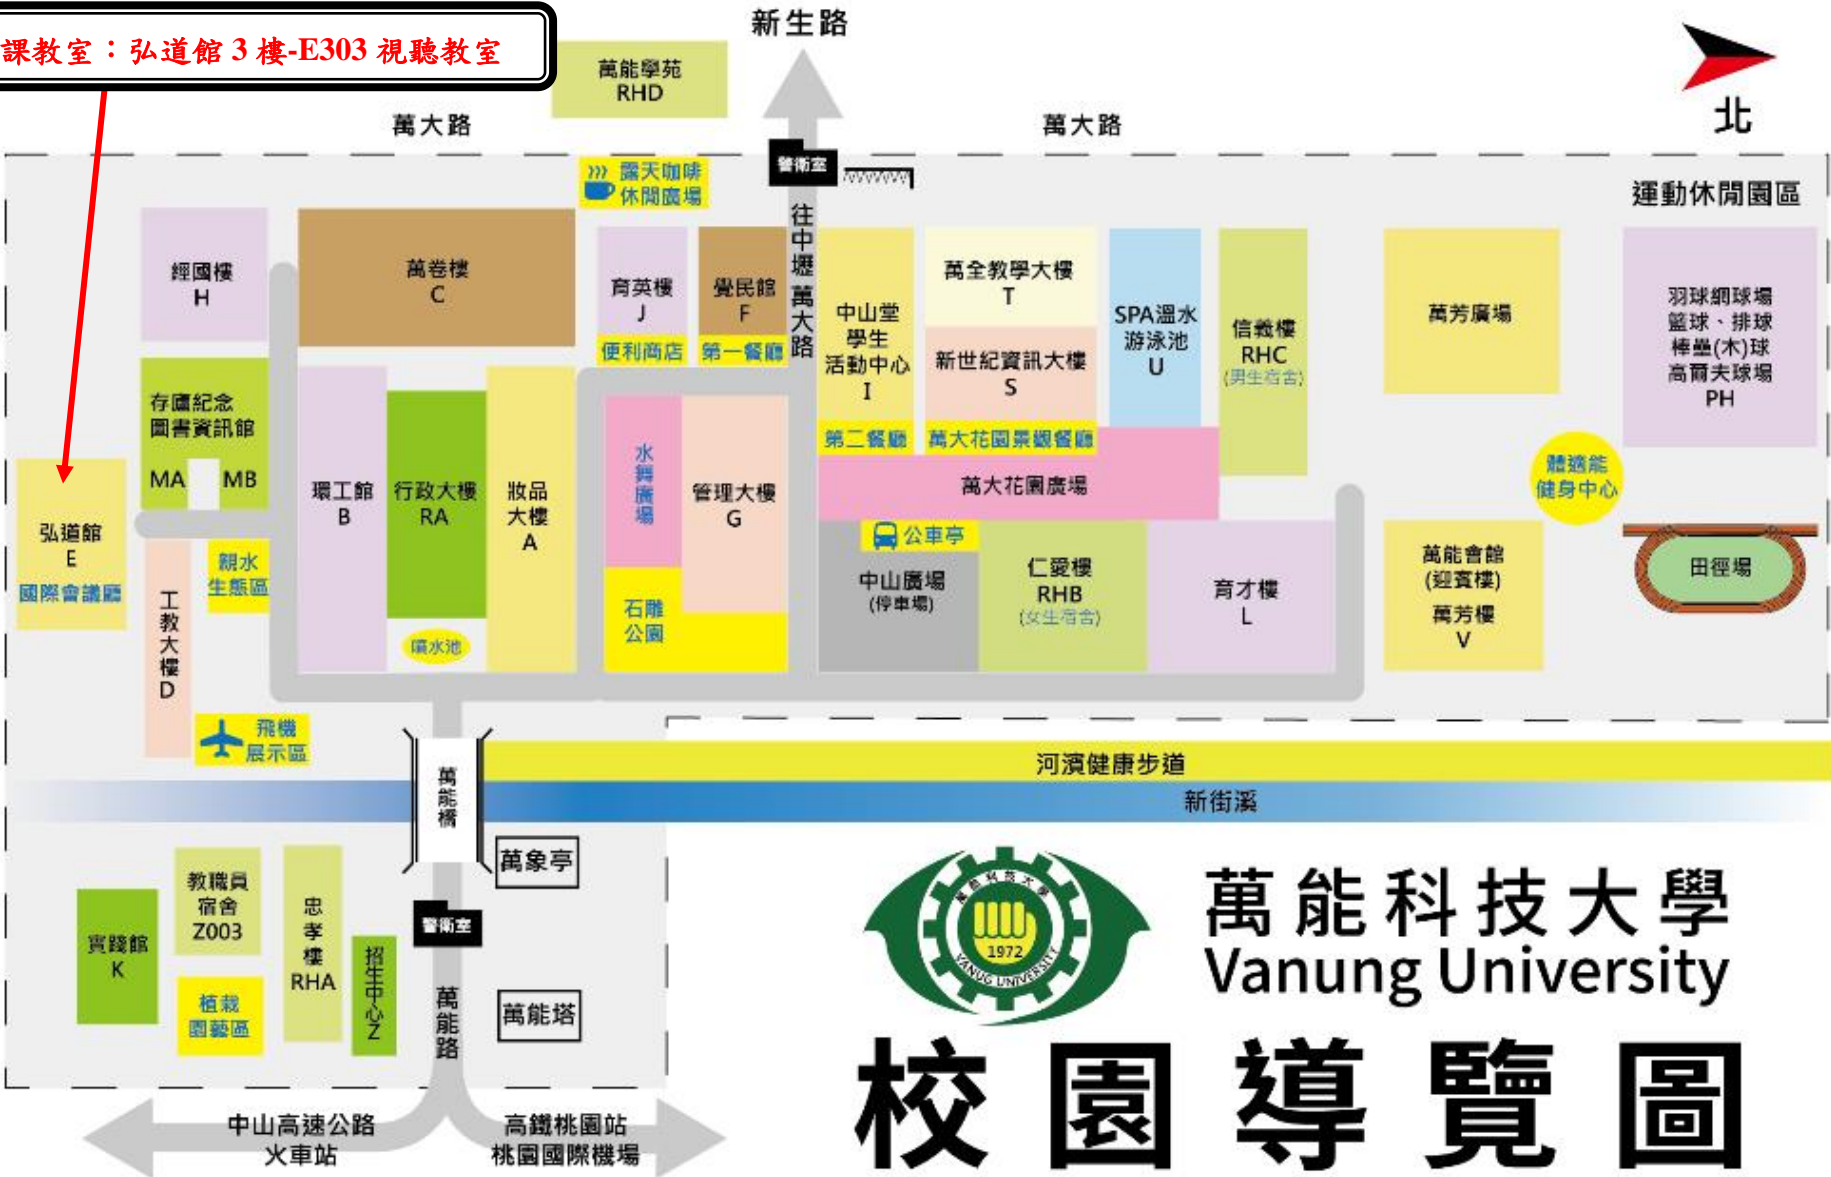 課教室：弘道館 3 樓-E303 視聽教室
新生路
萬能學苑
RHD
北
萬大路
萬大路
警衛室
露天咖啡
休閒廣場
運動休閒園區
往中壢 萬大路
經國樓
H
萬卷樓
C
育英樓
J
便利商店
覺民館
F
第一餐廳
中山堂
學生
活動中心
I
第二餐廳
萬全教學大樓
T
新世紀資訊大樓
S
萬大花園景觀餐廳
SPA溫水
游泳池
U
信義樓
RHC
(男生宿舍)
萬芳廣場
羽球網球場
籃球、排球
棒壘(木)球
高爾夫球場
PH
存廬紀念
圖書資訊館
MA
MB
環工館
B
行政大樓
RA
噴水池
妝品
大樓
A
水舞廣場
管理大樓
G
石雕
公園
萬大花園廣場
公車亭
中山廣場
(停車場)
仁愛樓
RHB
(女生宿舍)
育才樓
L
體適能
健身中心
萬能會館
(迎賓樓)
萬芳樓
V
田徑場
弘道館
E
國際會議廳
工教大樓D
親水
生態區
飛機
展示區
萬能橋
河濱健康步道
新街溪
萬象亭
警衛室
萬能塔
萬能路
實踐館
K
教職員
宿舍
Z003
植栽
園藝區
忠孝樓
RHA
招生中心Z
中山高速公路
火車站
高鐵桃園站
桃園國際機場
萬能科技大學
1972
VANUNG UNIVERSITY
萬能科技大學
Vanung University
校園導覽圖